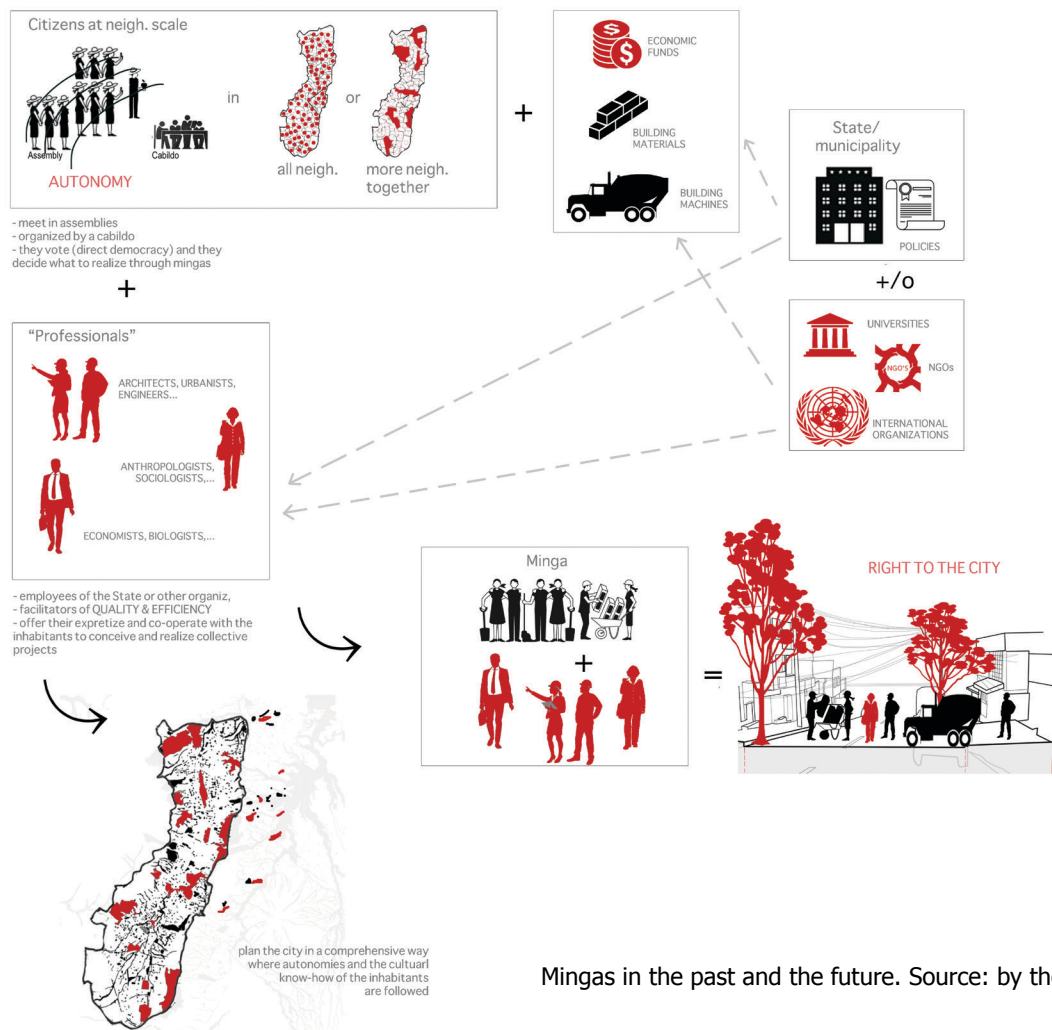 Citizens at neigh. scale
in
or
Assembly
Cabildo
AUTONOMY
all neigh.
more neigh.
together
- meet in assemblies
- organized by a cabildo
- they vote (direct democracy) and they
decide what to realize through mingas
+
+
ECONOMIC
FUNDS
$
$
BUILDING
MATERIALS
BUILDING
MACHINES
State/
municipality
POLICIES
+/o
UNIVERSITIES
NGO'S
NGOs
INTERNATIONAL
ORGANIZATIONS
"Professionals"
ARCHITECTS, URBANISTS,
ENGINEERS...
ANTHROPOLOGISTS,
SOCIOLOGISTS,...
ECONOMISTS, BIOLOGISTS,...
- employees of the State or other organiz,
- facilitators of QUALITY & EFFICIENCY
- offer their expretize and co-operate with the
inhabitants to conceive and realize collective
projects
Minga
+
=
RIGHT TO THE CITY
plan the city in a comprehensive way
where autonomies and the cultuarl
know-how of the inhabitants
are followed
Mingas in the past and the future. Source: by